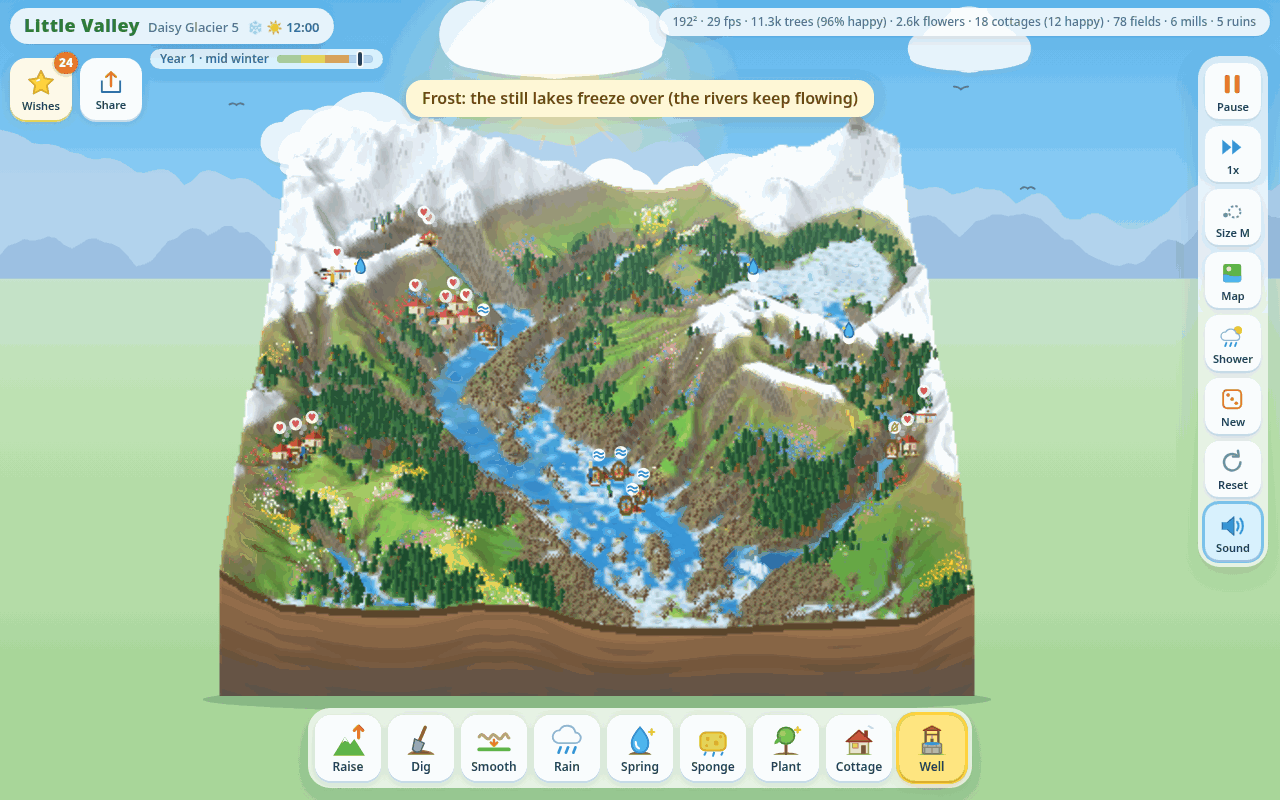 Little Valley Daisy Glacier 5 12:00
192² · 29 fps · 11.3k trees (96% happy) · 2.6k flowers · 18 cottages (12 happy) · 78 fields · 6 mills · 5 ruins
Year 1 · mid winter
24
Wishes
Share
Frost: the still lakes freeze over (the rivers keep flowing)
Pause
1x
Size M
Map
Shower
New
Reset
Sound
Raise
Dig
Smooth
Rain
Spring
Sponge
Plant
Cottage
Well